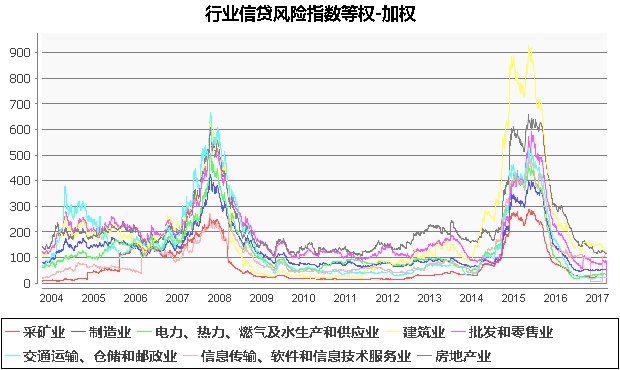 行业信贷风险指数等权-加权
900
800
700
600
500
400
300
200
100
0
2004 2005 2006 2007 2008 2009 2010 2011 2012 2013 2014 2015 2016 2017
采矿业 制造业 电力、热力、燃气及水生产和供应业 建筑业 批发和零售业
交通运输、仓储和邮政业 信息传输、软件和信息技术服务业 房地产业